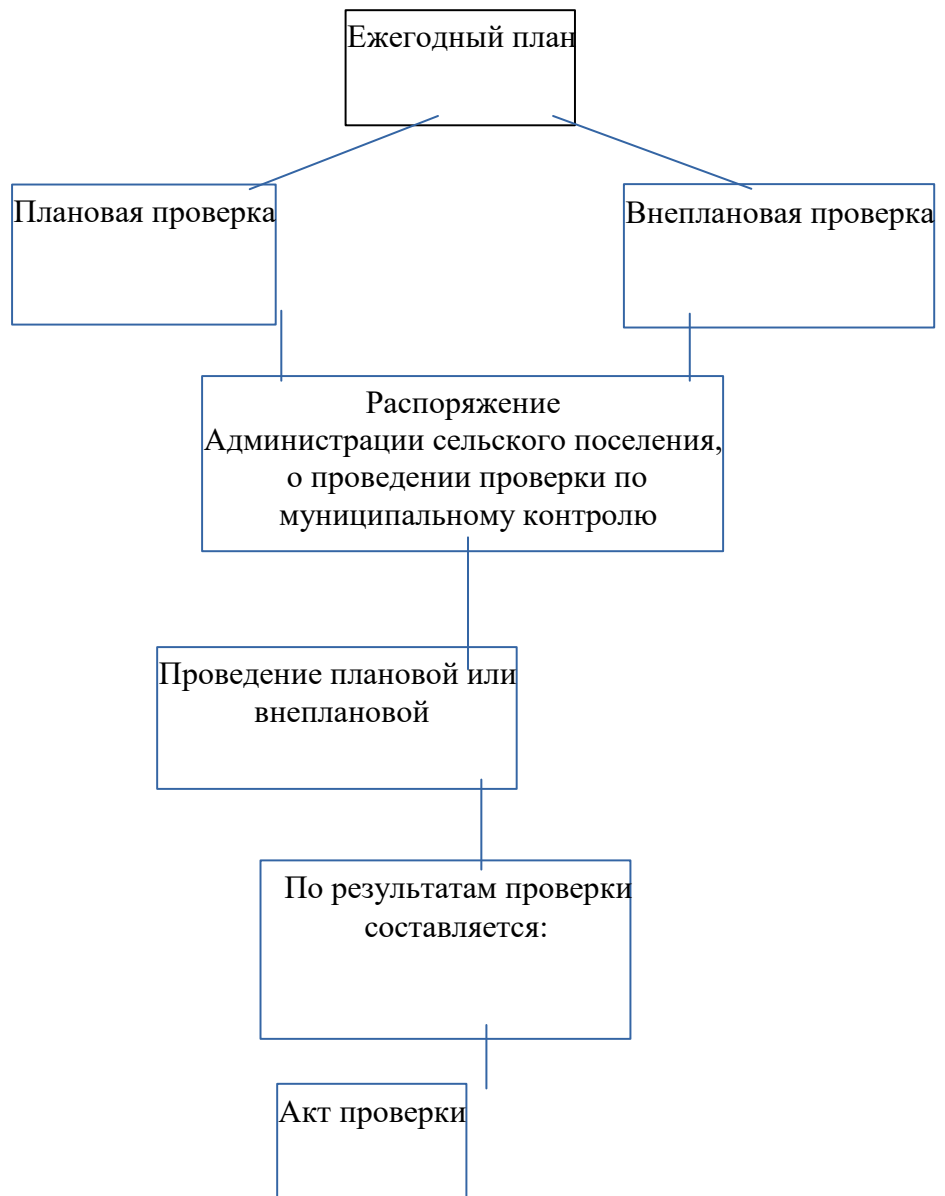 Ежегодный план
Плановая проверка
Внеплановая проверка
Распоряжение
Администрации сельского поселения,
о проведении проверки по
муниципальному контролю
Проведение плановой или
внеплановой
По результатам проверки
составляется:
Акт проверки